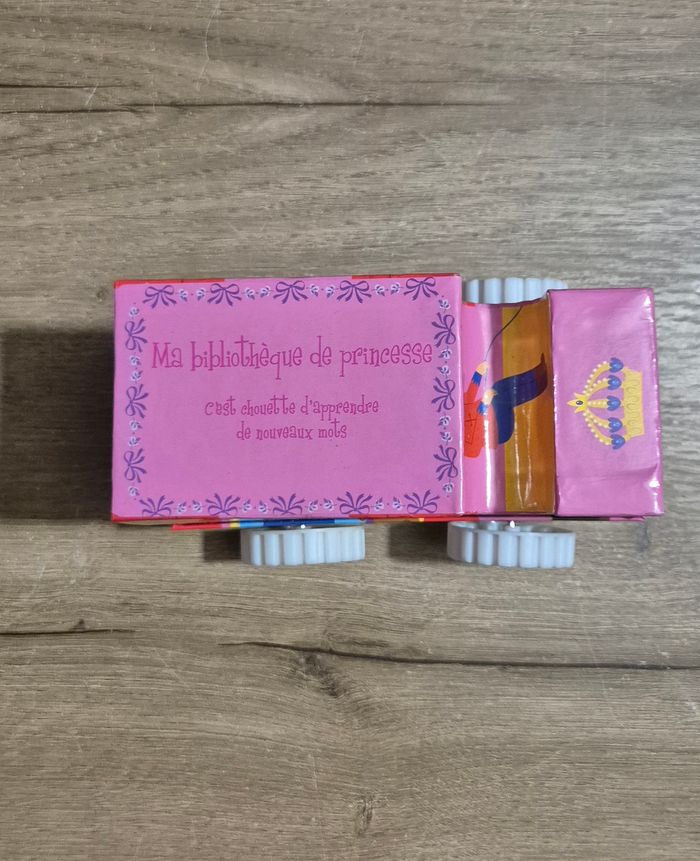 Ma bibliothèque de princesse
C'est chouette d'apprendre
de nouveaux mots